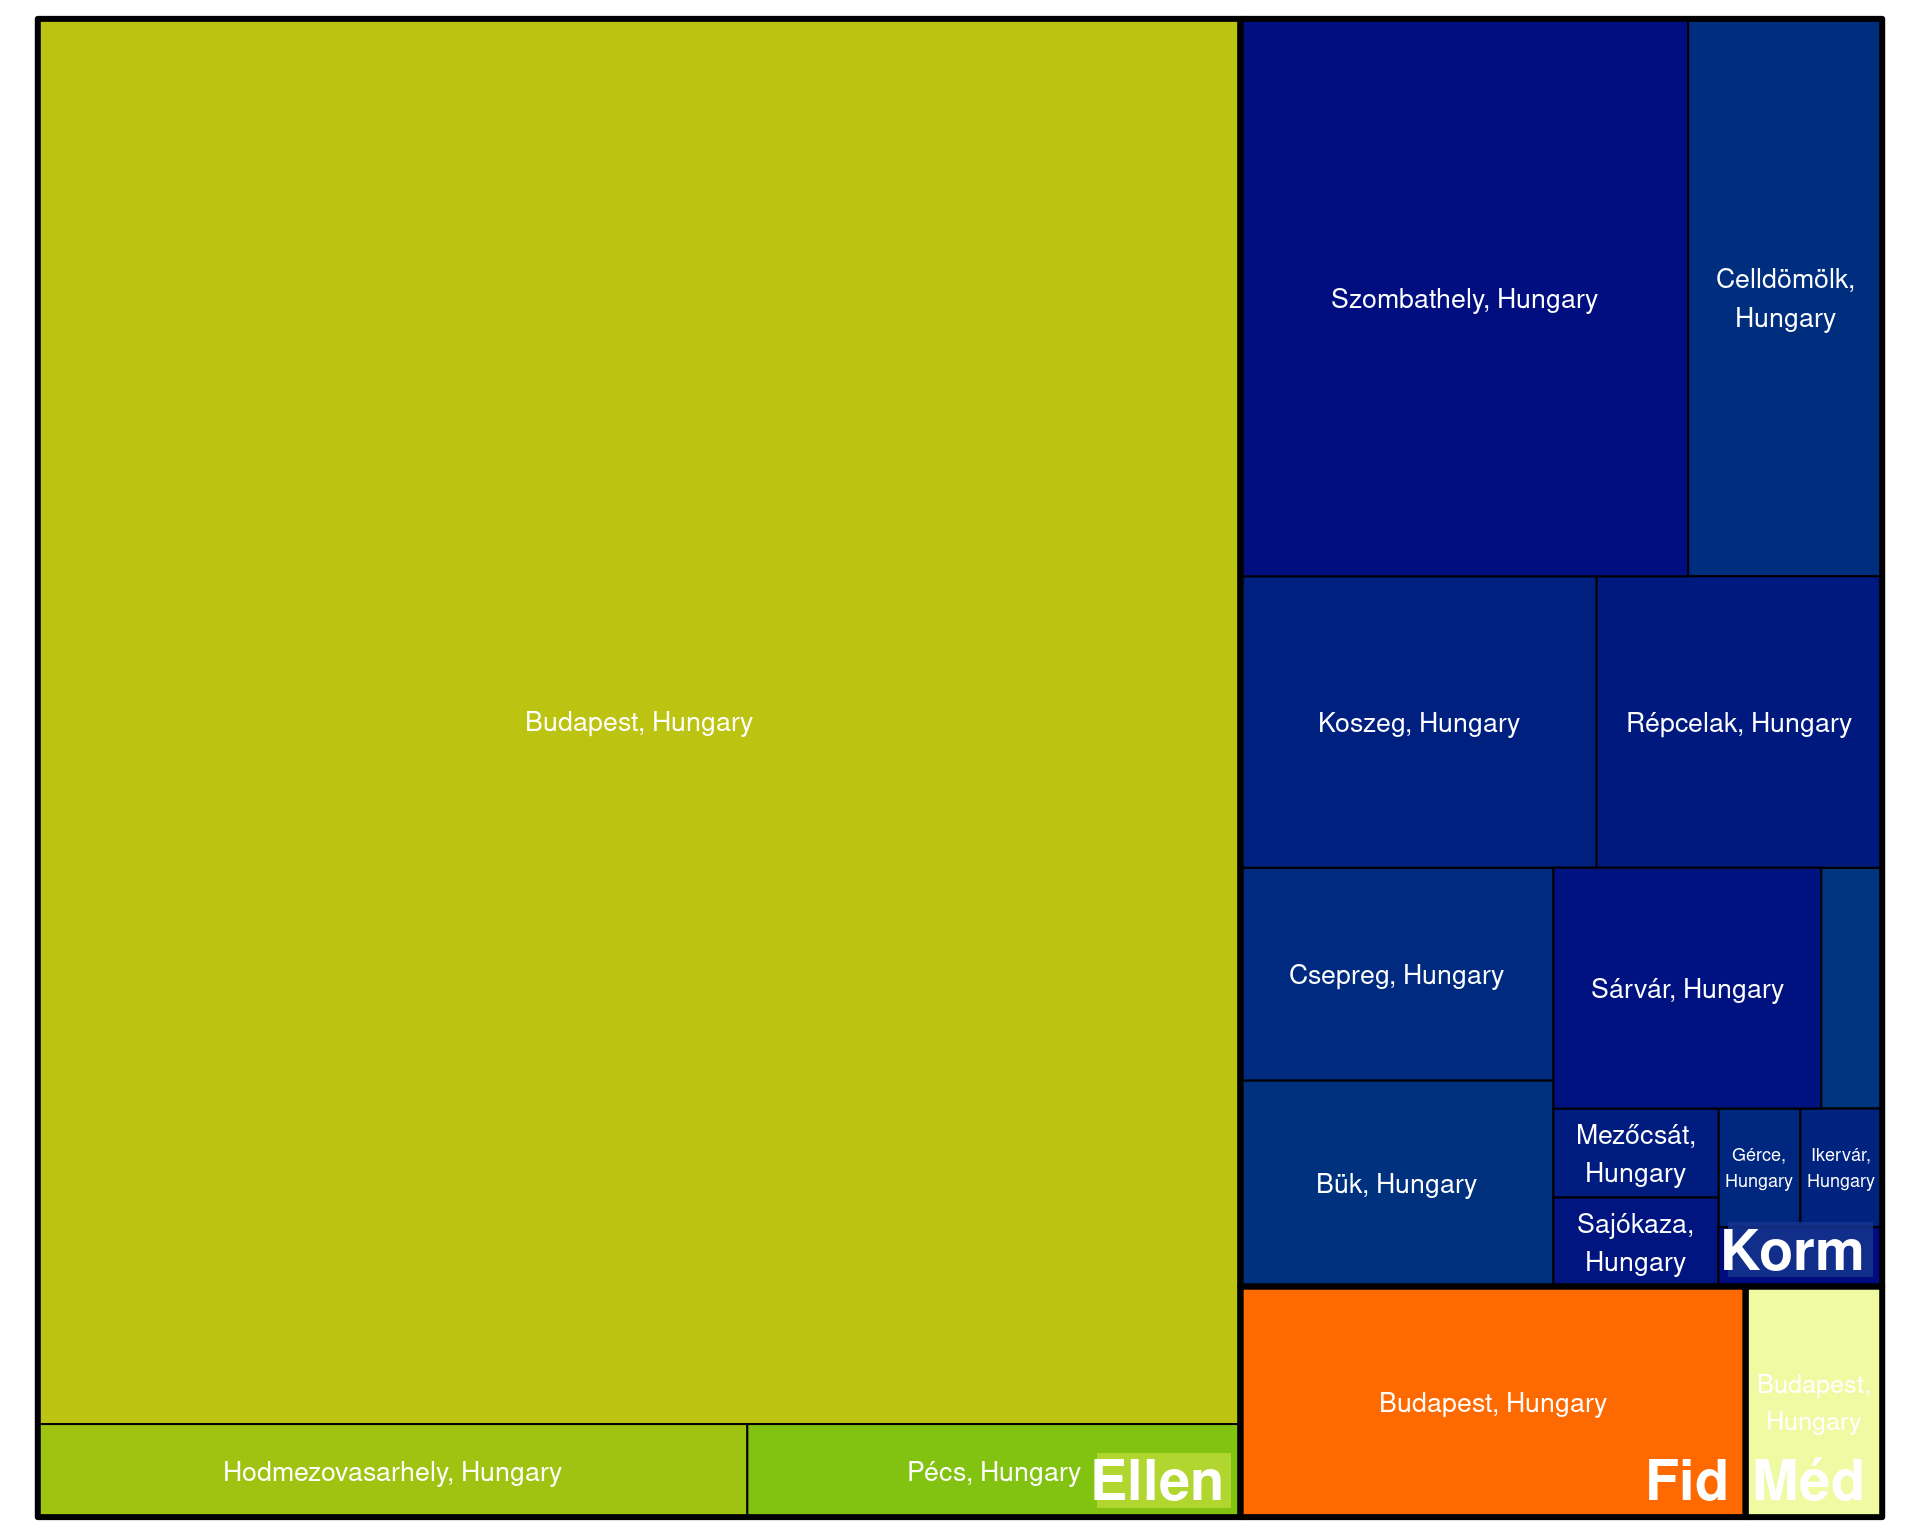 Budapest, Hungary
Hodmezovasarhely, Hungary
Pécs, Hungary
Ellen
Szombathely, Hungary
Celldömölk,
Hungary
Koszeg, Hungary
Répcelak, Hungary
Csepreg, Hungary
Sárvár, Hungary
Bük, Hungary
Mezőcsát,
Hungary
Gérce,
Hungary
Ikervár,
Hungary
Sajókaza,
Hungary
Korm
Budapest, Hungary
Fid
Budapest,
Hungary
Méd